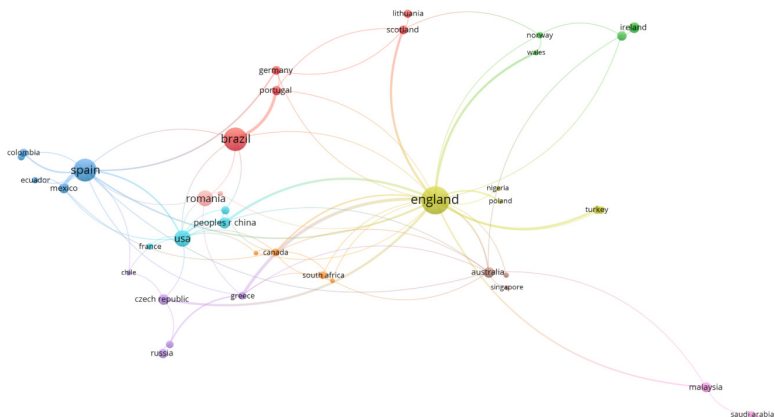 lithuania
scotland
norway
ireland
wales
germany
portugal
brazil
colombia
spain
ecuador
mexico
romania
nigeria
england
poland
peoples r china
turkey
usa
france
canada
chile
south africa
australia
czech republic
greece
singapore
russia
malaysia
saudi arabia